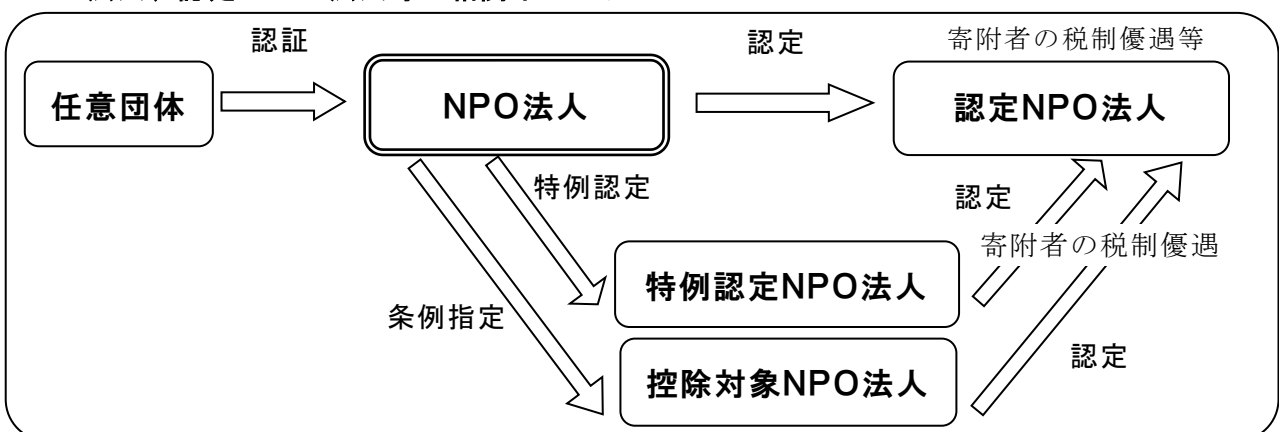 認証
認定
寄附者の税制優遇等
任意団体
NPO法人
認定NPO法人
特例認定
認定
寄附者の税制優遇
特例認定NPO法人
条例指定
認定
控除対象NPO法人